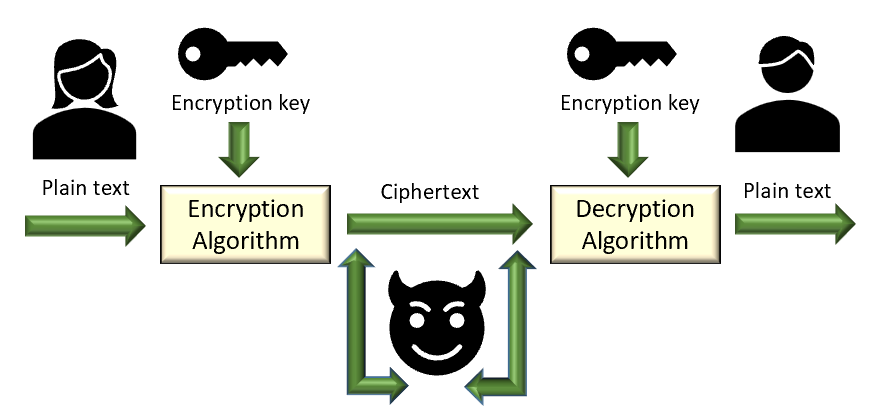 Encryption key
Encryption key
Plain text
Ciphertext
Plain text
Encryption
Algorithm
Decryption
Algorithm